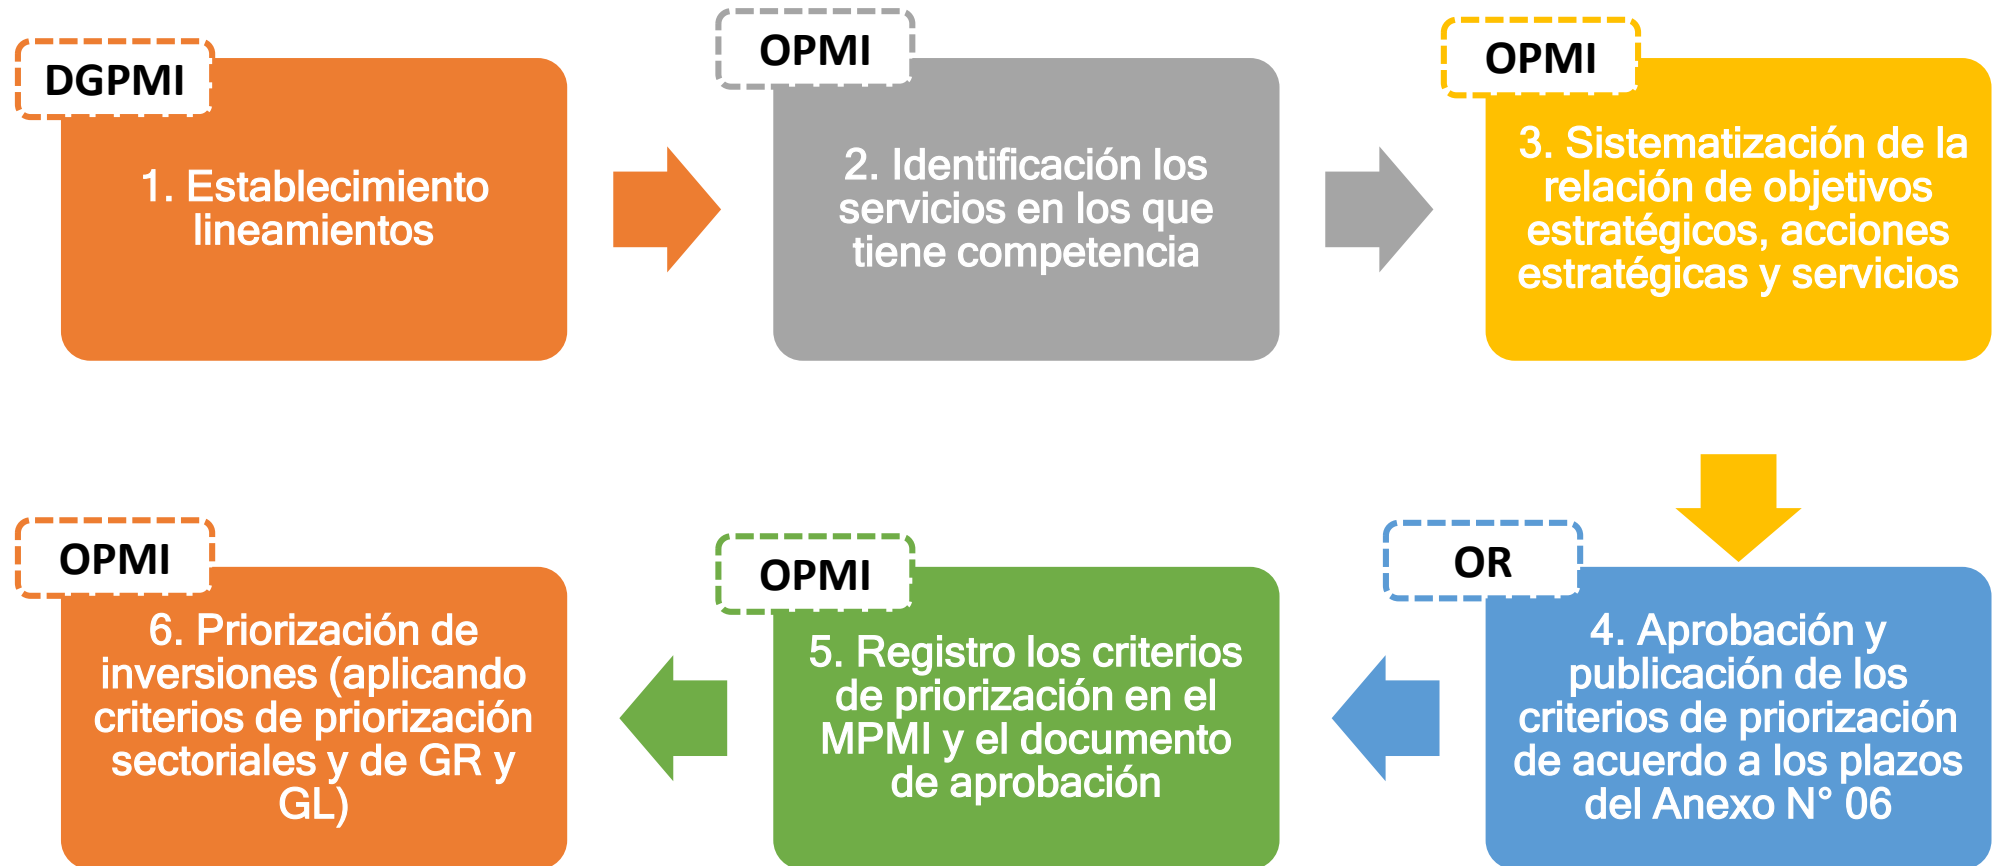 DGPMI
1. Establecimiento
lineamientos
OPMI
2. Identificación los
servicios en los que
tiene competencia
OPMI
3. Sistematización de la
relación de objetivos
estratégicos, acciones
estratégicas y servicios
OR
4. Aprobación y
publicación de los
criterios de priorización
de acuerdo a los plazos
del Anexo N° 06
OPMI
5. Registro los criterios
de priorización en el
MPMI y el documento
de aprobación
OPMI
6. Priorización de
inversiones (aplicando
criterios de priorización
sectoriales y de GR y
GL)